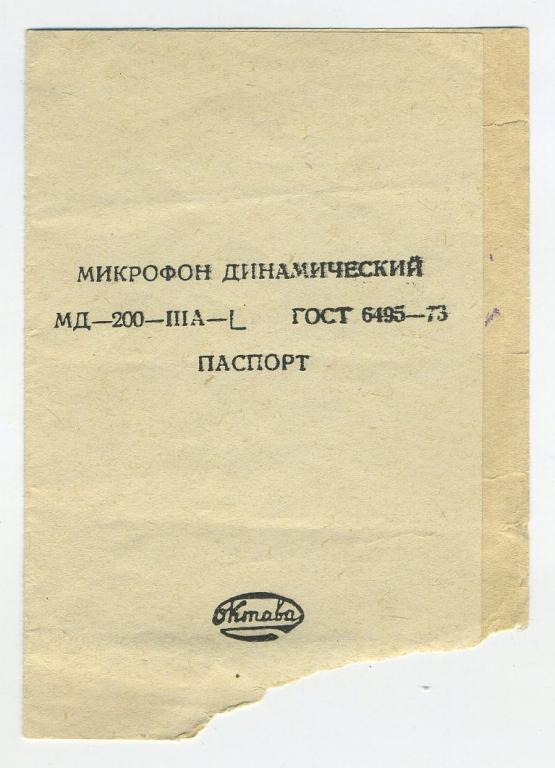 МИКРОФОН ДИНАМИЧЕСКИЙ
МД—200—IIIА—L ГОСТ 6495—73
ПАСПОРТ
Октава